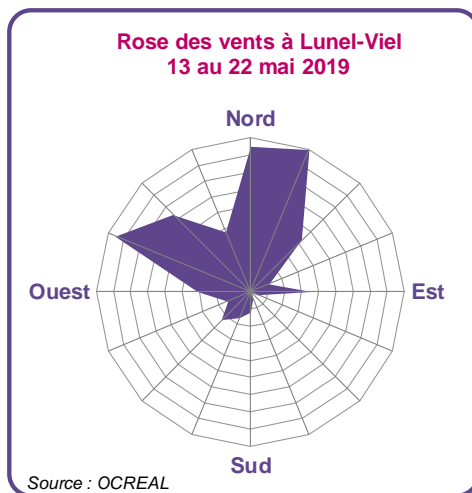 Rose des vents à Lunel-Viel
13 au 22 mai 2019
Nord
Ouest
Est
Sud
Source : OCREAL